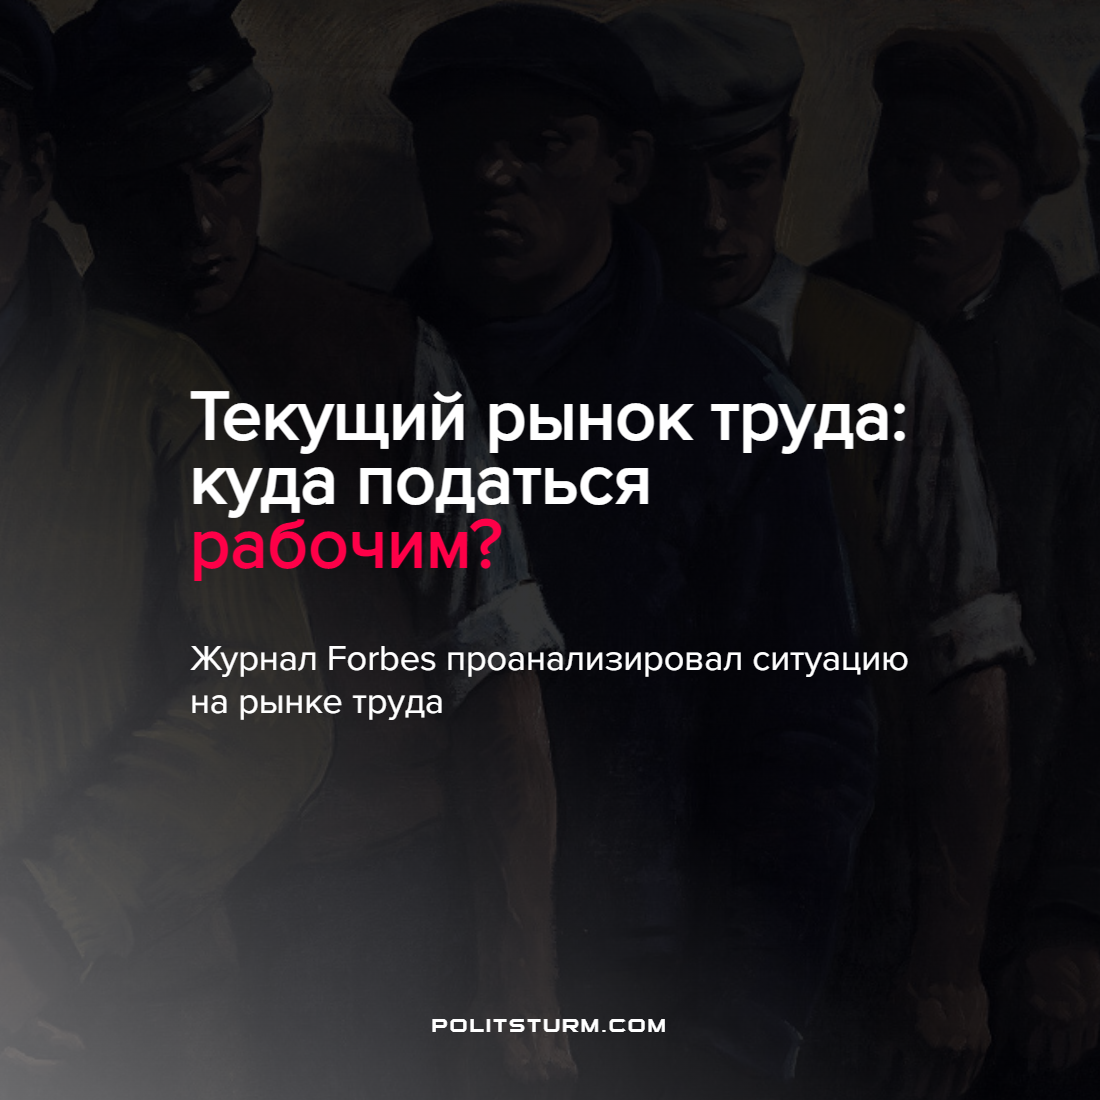 Текущий рынок труда:
куда податься
рабочим?
Журнал Forbes проанализировал ситуацию
на рынке труда
POLITSTURM.COM